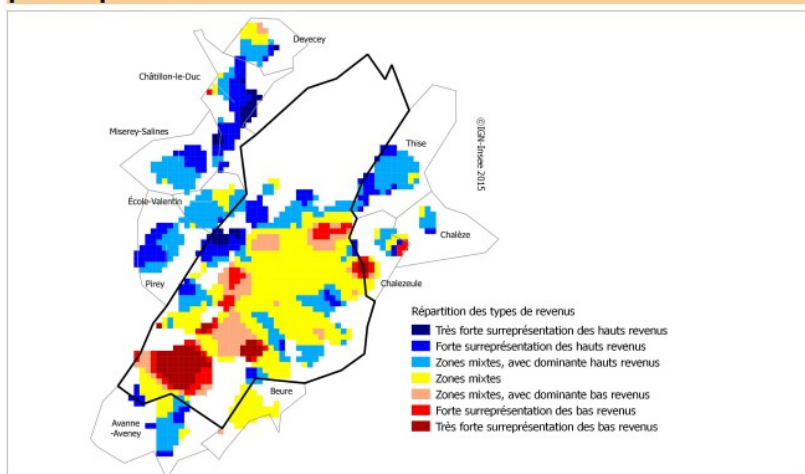 Devecey
Châtillon-le-Duc
Miserey-Salines
Thise
©IGN-Insee 2015
École-Valentin
Chalèze
Pirey
Chalezeule
Répartition des types de revenus
Très forte surreprésentation des hauts revenus
Forte surreprésentation des hauts revenus
Zones mixtes, avec dominante hauts revenus
Zones mixtes
Zones mixtes, avec dominante bas revenus
Forte surreprésentation des bas revenus
Très forte surreprésentation des bas revenus
Beure
Avanne
-Aveney